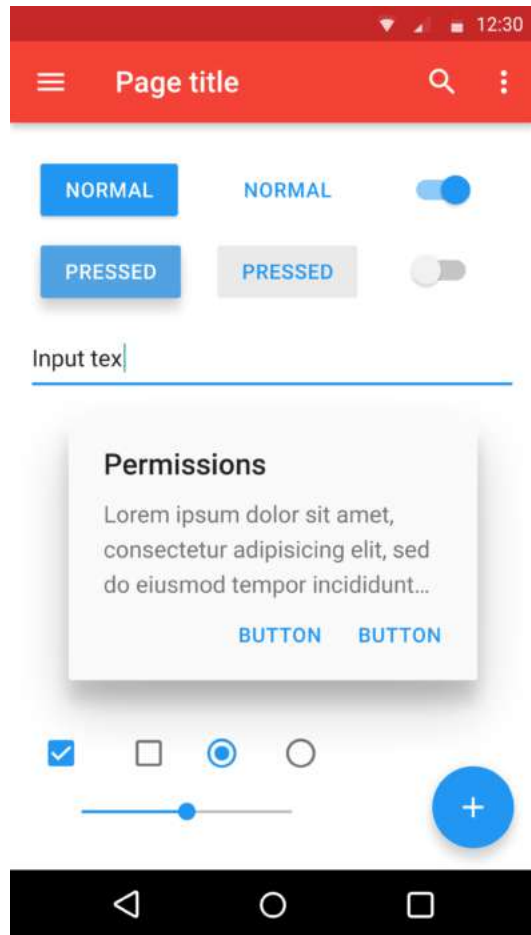 12:30
Page title
NORMAL NORMAL
PRESSED PRESSED
Input tex
Permissions
Lorem ipsum dolor sit amet,
consectetur adipisicing elit, sed
do eiusmod tempor incididunt...
BUTTON BUTTON